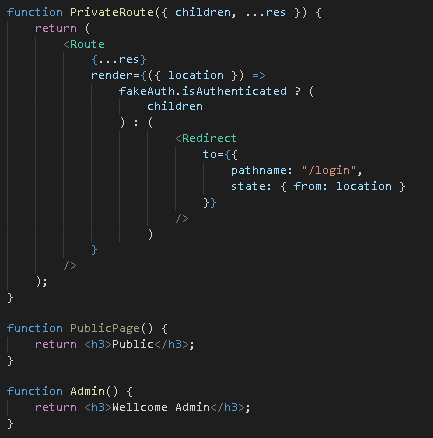 function PrivateRoute({ children, ...res }) {
    return (
        <Route
            {...res}
            render={({ location }) =>
                fakeAuth.isAuthenticated ? (
                    children
                ) : (
                        <Redirect
                            to={{
                                pathname: "/login",
                                state: { from: location }
                            }}
                        />
                    )
            }
        />
    );
}

function PublicPage() {
    return <h3>Public</h3>;
}

function Admin() {
    return <h3>Wellcome Admin</h3>;
}